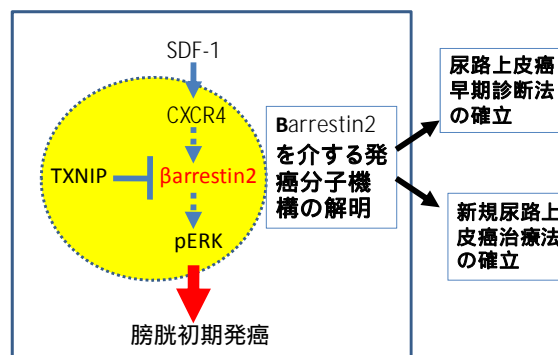 SDF-1
CXCR4
TXNIP
βarrestin2
pERK
膀胱初期発癌
Βarrestin2
を介する発
癌分子機
構の解明
尿路上皮癌
早期診断法
の確立
新規尿路上
皮癌治療法
の確立